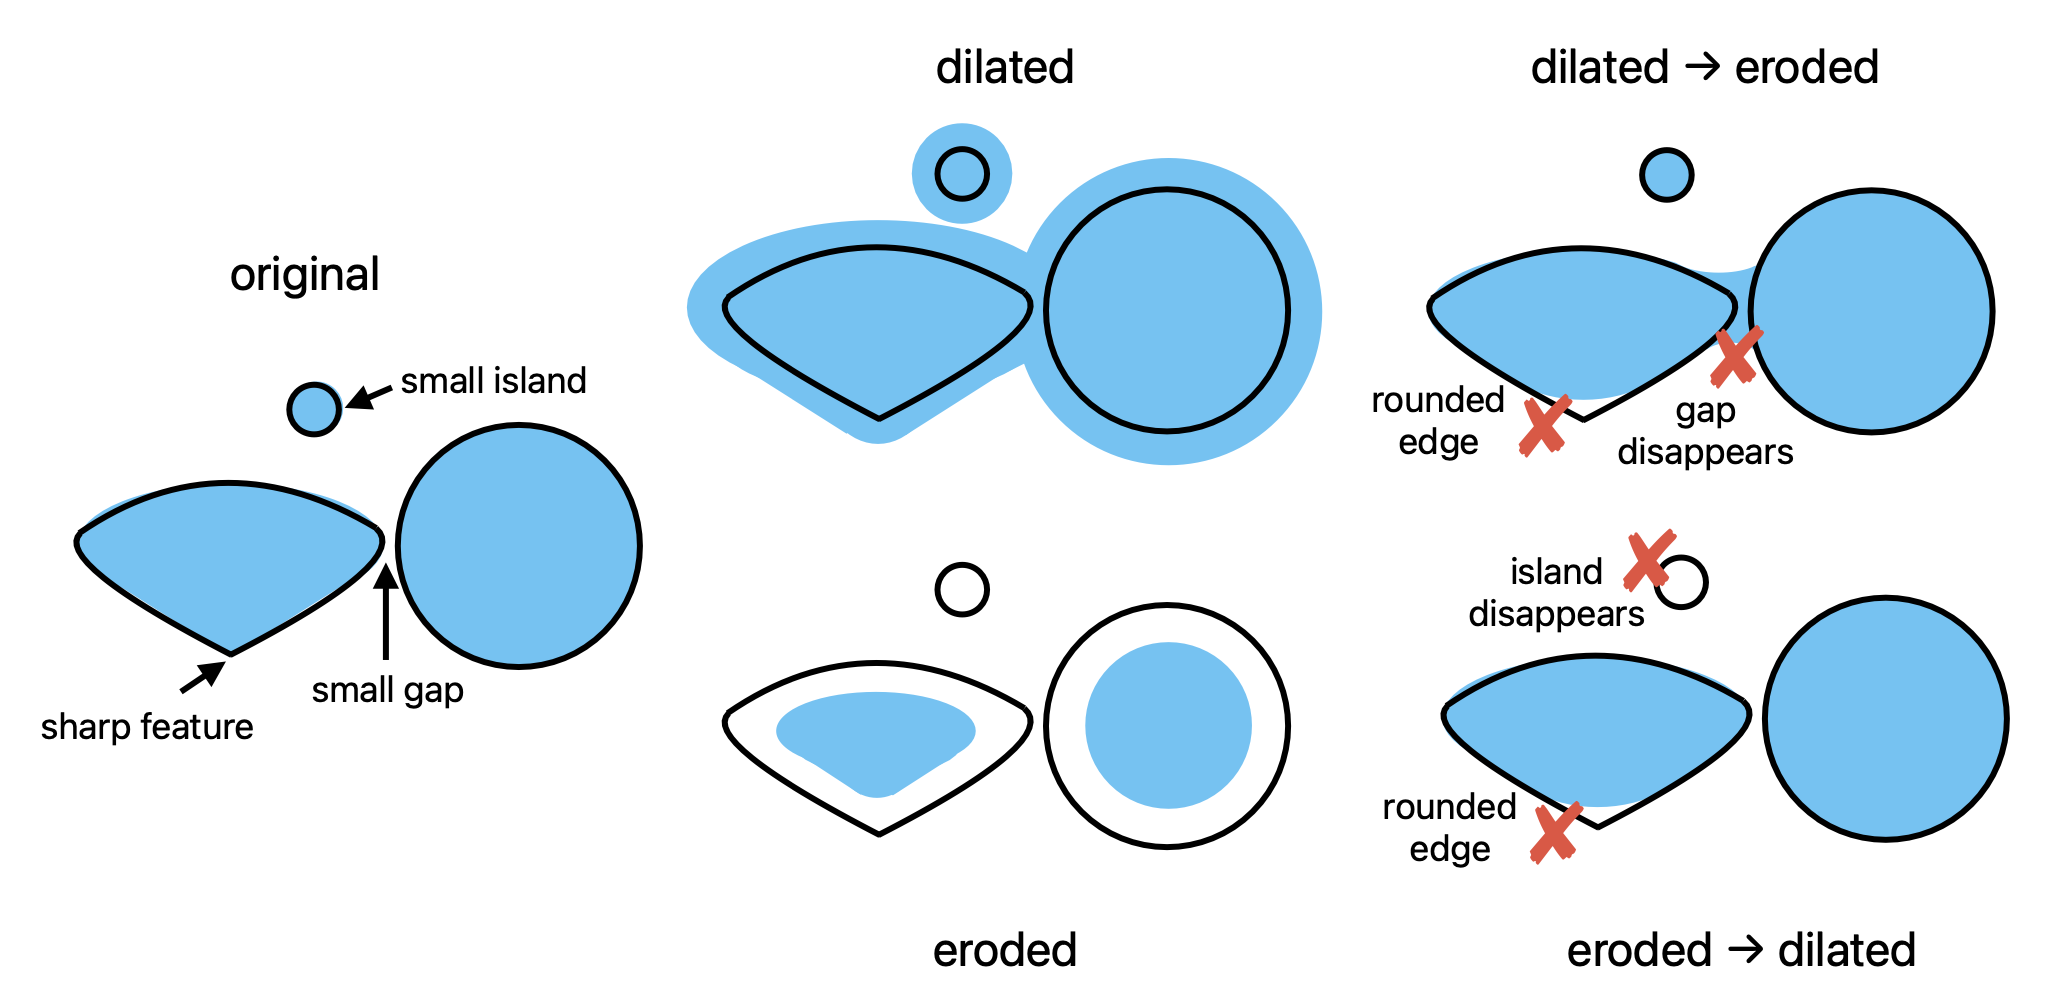 original
small island
sharp feature
small gap
dilated
eroded
dilated → eroded
rounded
edge
gap
disappears
island
disappears
rounded
edge
eroded → dilated